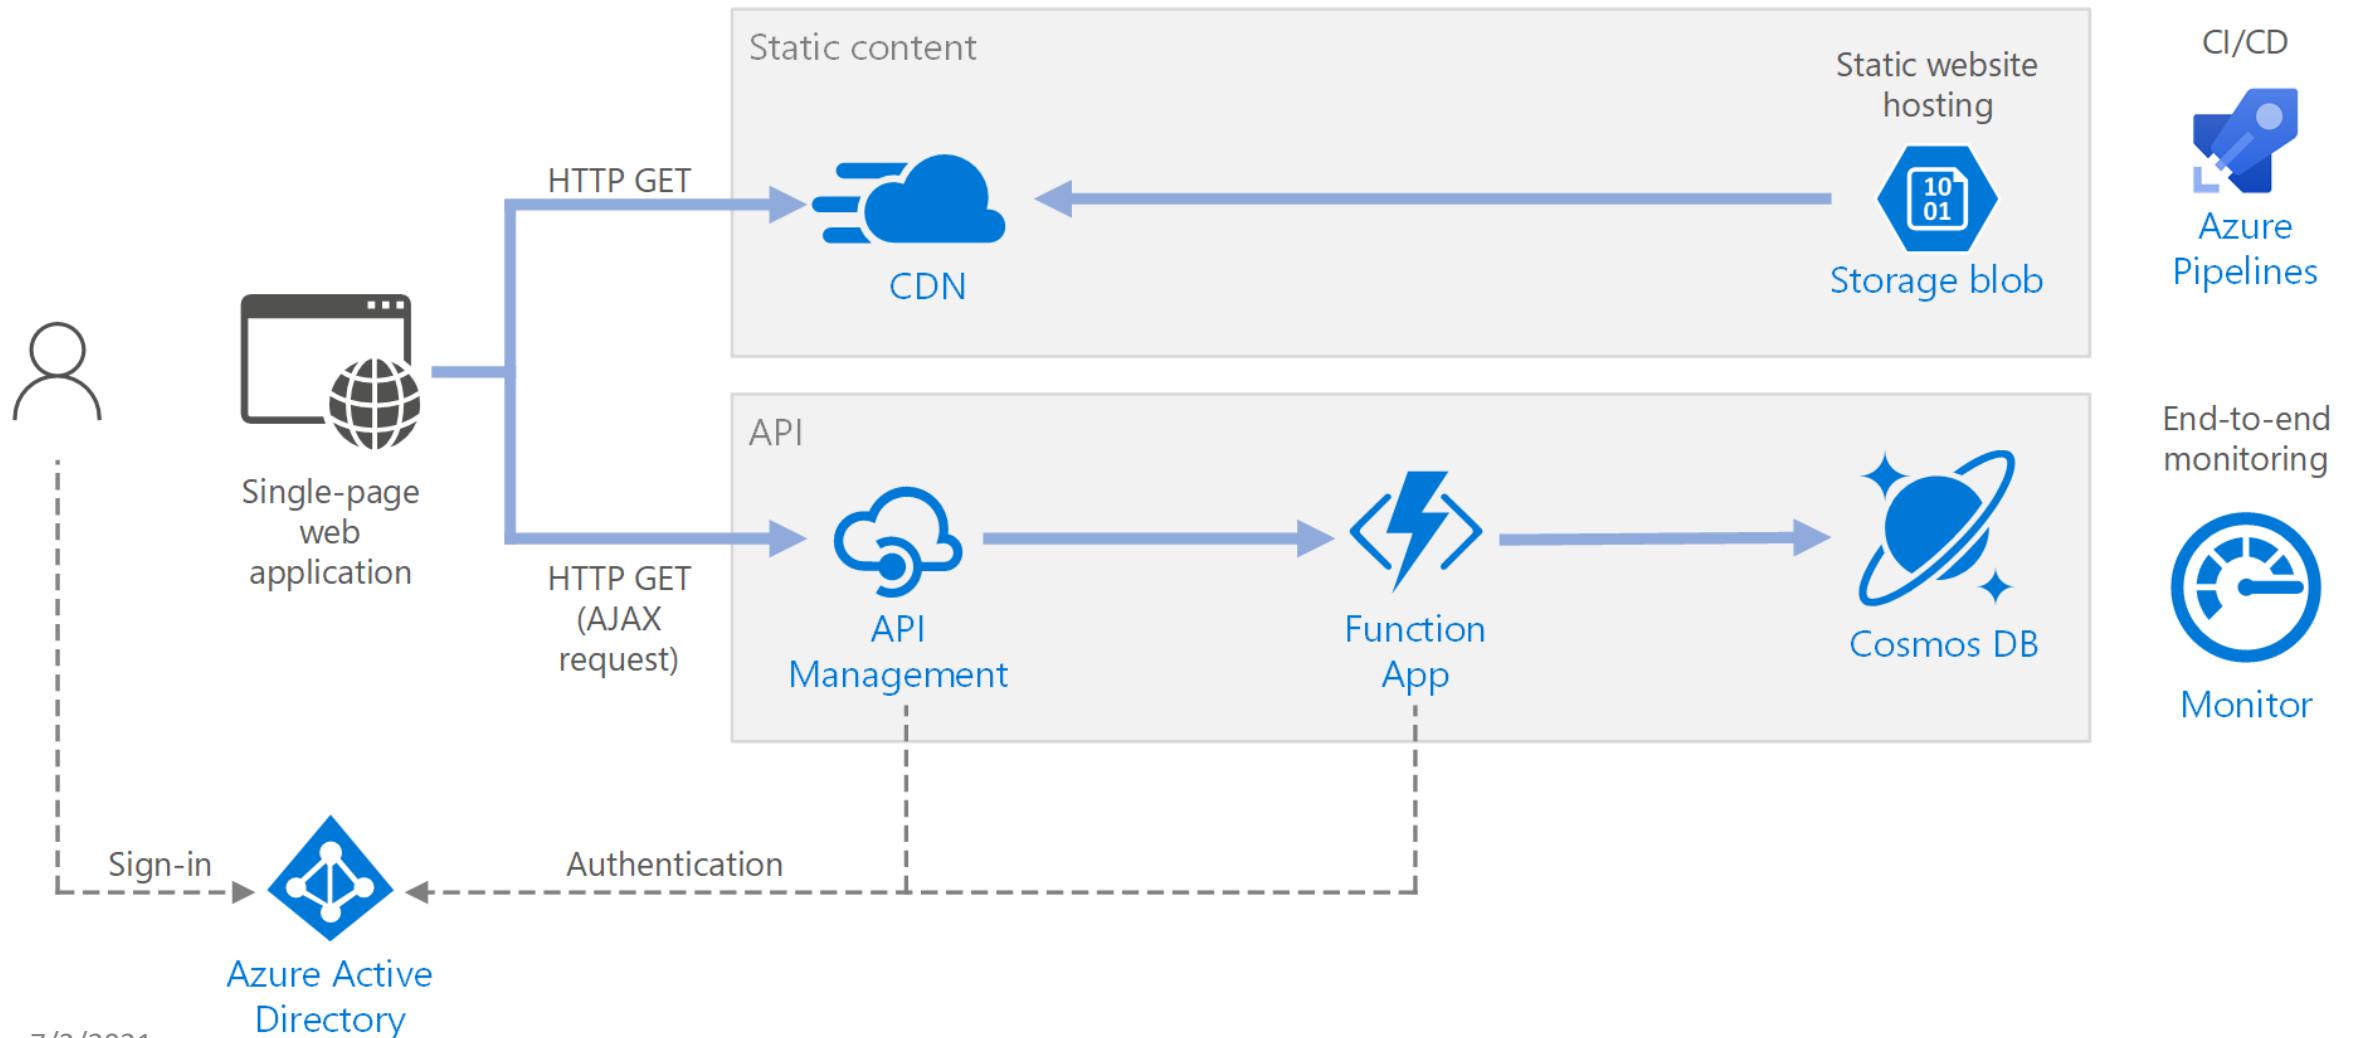 Static content
Static website
hosting
10
01
CI/CD
HTTP GET
CDN
Storage blob
Azure
Pipelines
Single-page
web
application
API
HTTP GET
(AJAX
request)
API
Management
Function
App
Cosmos DB
End-to-end
monitoring
Monitor
Sign-in
Authentication
Azure Active
Directory